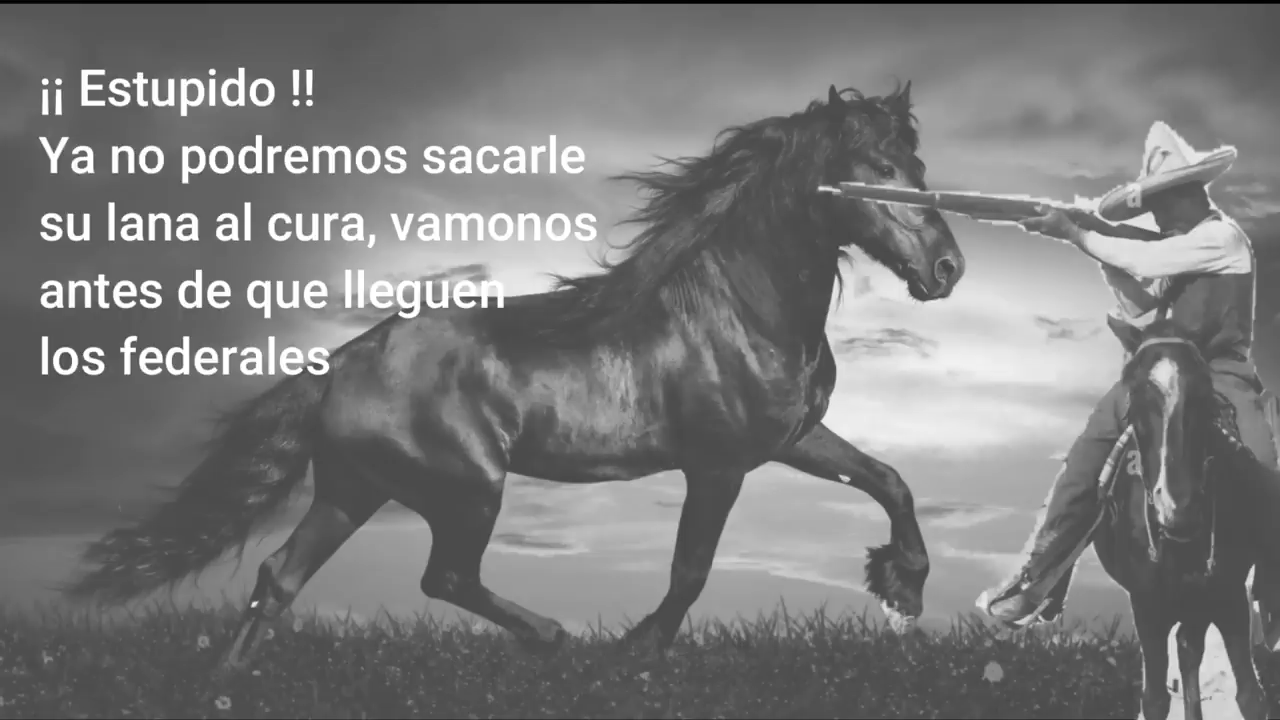 ¡¡ Estupido !!
Ya no podremos sacarle
su lana al cura, vamonos
antes de que lleguen
los federales
a
a